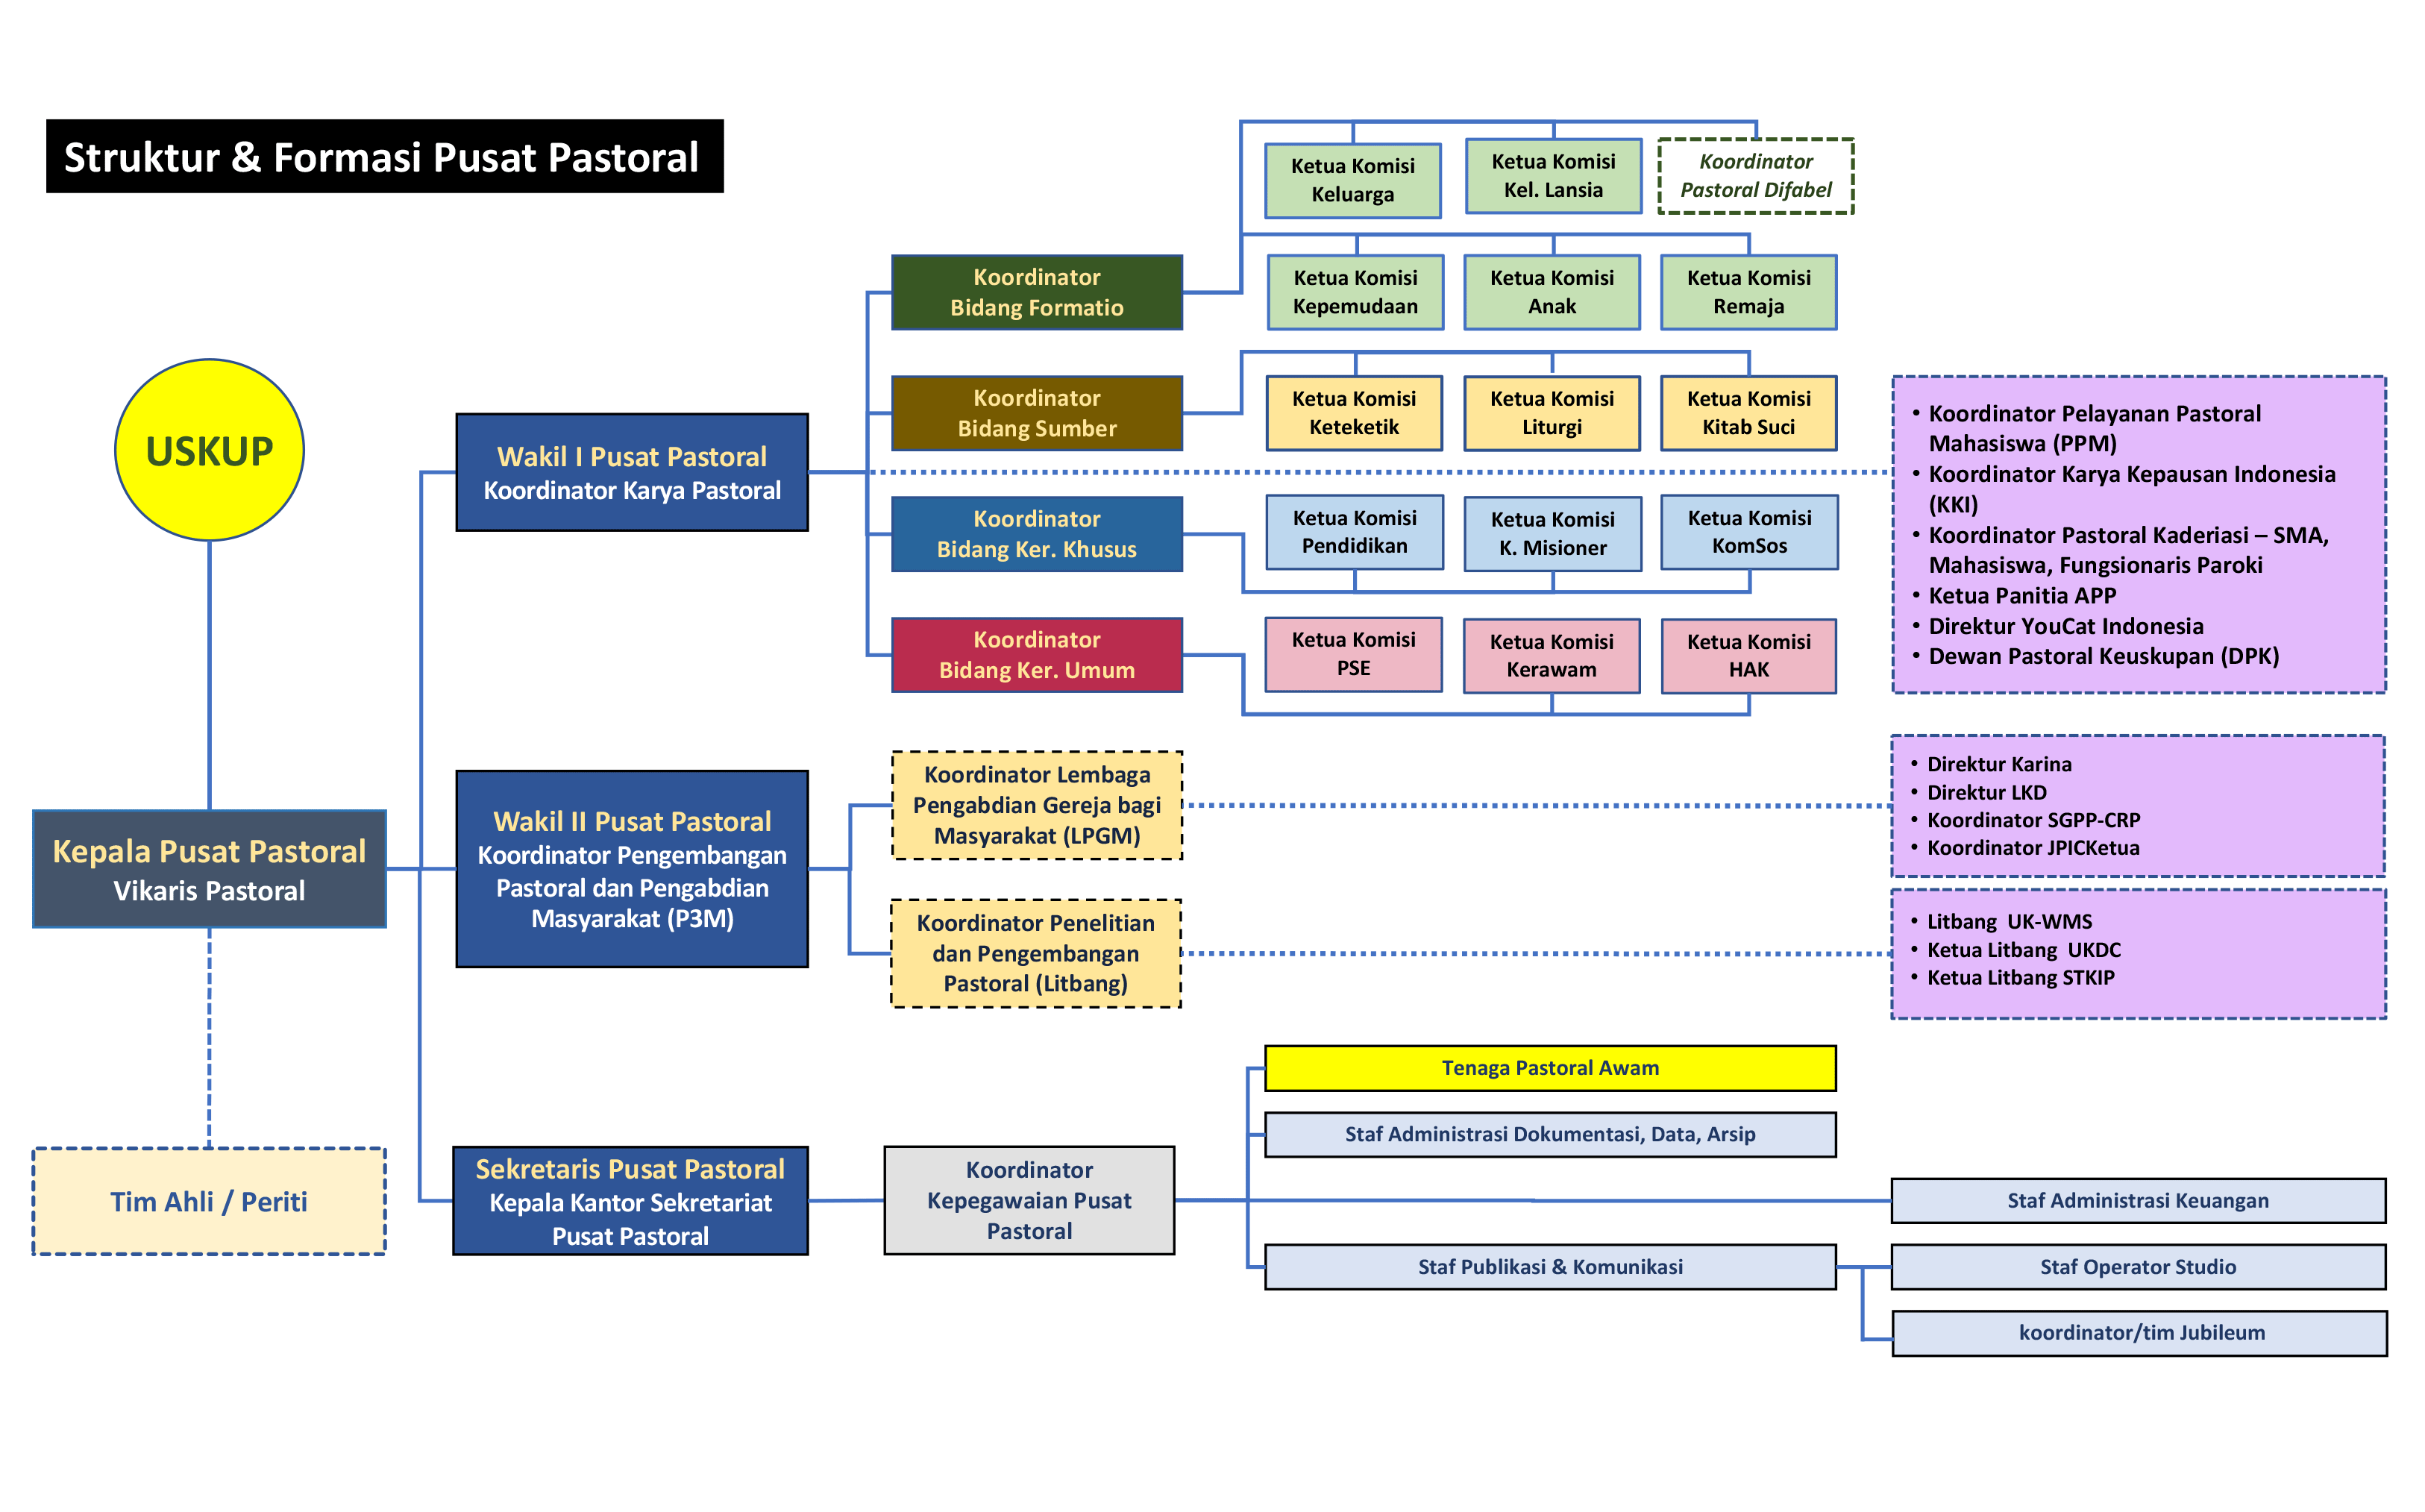 Struktur & Formasi Pusat Pastoral
USKUP
Kepala Pusat Pastoral
Vikaris Pastoral
Tim Ahli / Periti
Wakil I Pusat Pastoral
Koordinator Karya Pastoral
Koordinator
Bidang Formatio
Ketua Komisi
Keluarga
Ketua Komisi
Kel. Lansia
Koordinator
Pastoral Difabel
Ketua Komisi
Kepemudaan
Ketua Komisi
Anak
Ketua Komisi
Remaja
Koordinator
Bidang Sumber
Ketua Komisi
Keteketik
Ketua Komisi
Liturgi
Ketua Komisi
Kitab Suci
Koordinator
Bidang Ker. Khusus
Ketua Komisi
Pendidikan
Ketua Komisi
K. Misioner
Ketua Komisi
KomSos
Koordinator
Bidang Ker. Umum
Ketua Komisi
PSE
Ketua Komisi
Kerawam
Ketua Komisi
HAK
• Koordinator Pelayanan Pastoral
Mahasiswa (PPM)
• Koordinator Karya Kepausan Indonesia
(KKI)
• Koordinator Pastoral Kaderiasi – SMA,
Mahasiswa, Fungsionaris Paroki
• Ketua Panitia APP
• Direktur YouCat Indonesia
• Dewan Pastoral Keuskupan (DPK)
Wakil II Pusat Pastoral
Koordinator Pengembangan
Pastoral dan Pengabdian
Masyarakat (P3M)
Koordinator Lembaga
Pengabdian Gereja bagi
Masyarakat (LPGM)
• Direktur Karina
• Direktur LKD
• Koordinator SGPP-CRP
• Koordinator JPICKetua
Koordinator Penelitian
dan Pengembangan
Pastoral (Litbang)
• Litbang UK-WMS
• Ketua Litbang UKDC
• Ketua Litbang STKIP
Sekretaris Pusat Pastoral
Kepala Kantor Sekretariat
Pusat Pastoral
Koordinator
Kepegawaian Pusat
Pastoral
Tenaga Pastoral Awam
Staf Administrasi Dokumentasi, Data, Arsip
Staf Administrasi Keuangan
Staf Publikasi & Komunikasi
Staf Operator Studio
koordinator/tim Jubileum